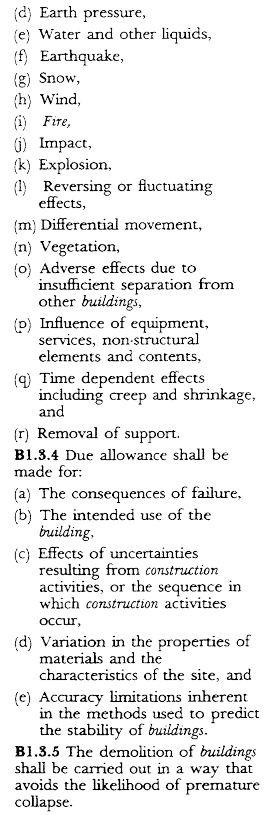 (d) Earth pressure,
(e) Water and other liquids,
(f) Earthquake,
(g) Snow,
(h) Wind,
(i) Fire,
(j) Impact,
(k) Explosion,
(l) Reversing or fluctuating
effects,
(m) Differential movement,
(n) Vegetation,
(o) Adverse effects due to
insufficient separation from
other buildings,
(p) Influence of equipment,
services, non-structural
elements and contents,
(q) Time dependent effects
including creep and shrinkage,
and
(r) Removal of support.
B1.3.4 Due allowance shall be
made for:
(a) The consequences of failure,
(b) The intended use of the
building,
(c) Effects of uncertainties
resulting from construction
activities, or the sequence in
which construction activities
occur,
(d) Variation in the properties of
materials and the
characteristics of the site, and
(e) Accuracy limitations inherent
in the methods used to predict
the stability of buildings.
B1.3.5 The demolition of buildings
shall be carried out in a way that
avoids the likelihood of premature
collapse.